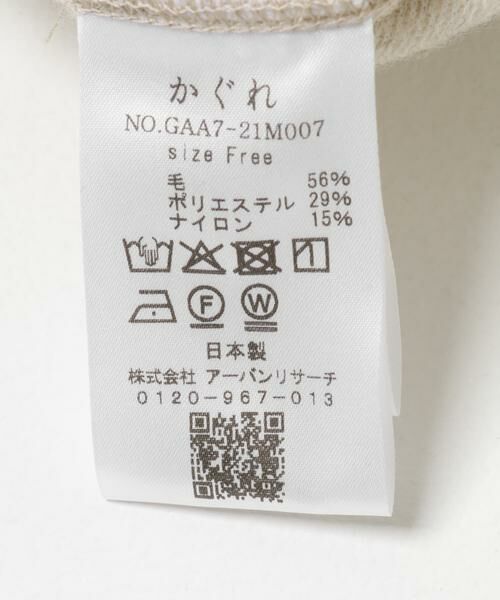 かぐれ
NO.GAA7-21M007
size Free
毛 56%
ポリエステル 29%
ナイロン 15%
F W
日本製
株式会社 アーバンリサーチ
0120-967-013